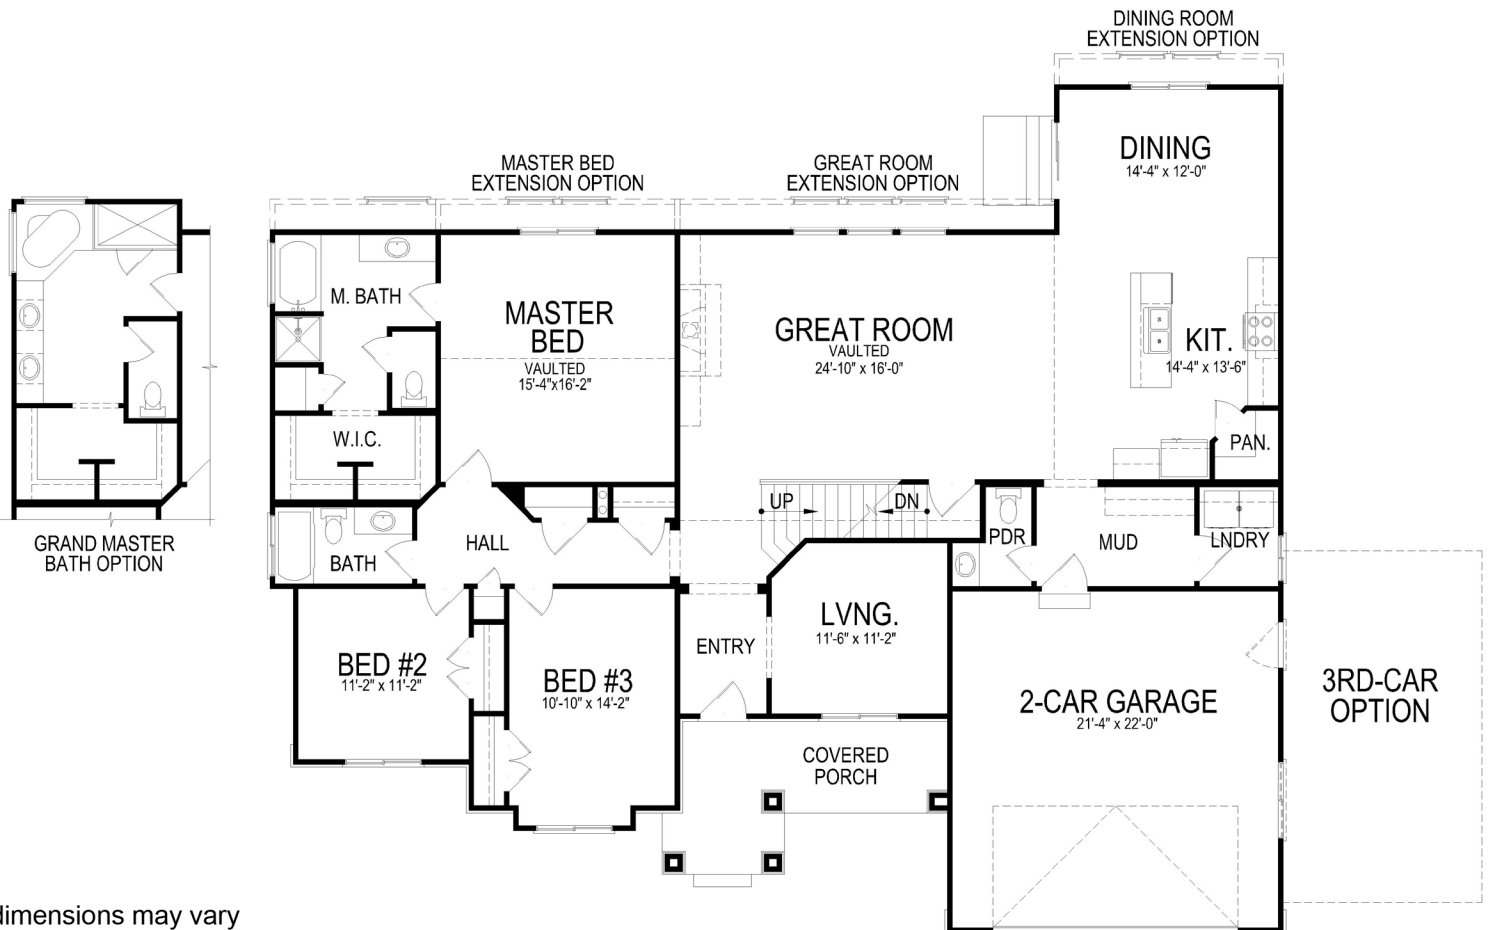 DINING ROOM
EXTENSION OPTION
DINING
14'-4" x 12'-0"
MASTER BED
EXTENSION OPTION
GREAT ROOM
EXTENSION OPTION
M. BATH
MASTER
BED
VAULTED
15'-4"x16'-2"
GREAT ROOM
VAULTED
24'-10" x 16'-0"
KIT.
14'-4" x 13'-6"
W.I.C.
PAN.
UP
DN
GRAND MASTER
BATH OPTION
BATH
HALL
PDR
MUD
LNDRY
LVNG.
11'-6" x 11'-2"
ENTRY
BED #2
11'-2" x 11'-2"
BED #3
10'-10" x 14'-2"
2-CAR GARAGE
21'-4" x 22'-0"
3RD-CAR
OPTION
COVERED
PORCH
dimensions may vary